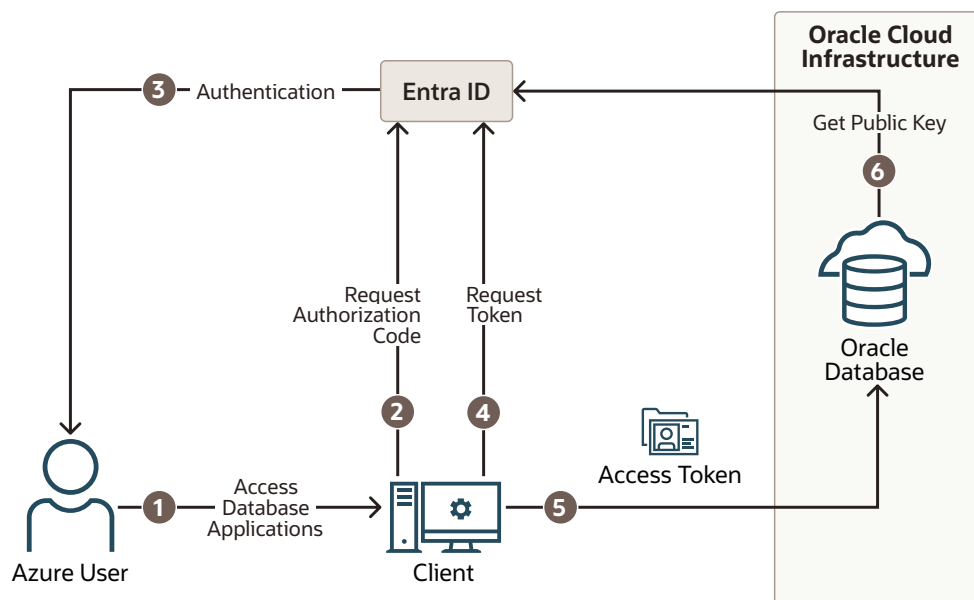 Oracle Cloud
Infrastructure
3
Authentication
Entra ID
Get Public Key
6
Request
Authorization
Code
Request
Token
Oracle
Database
2
4
Access Token
1
Access
Database
Applications
5
Azure User
Client